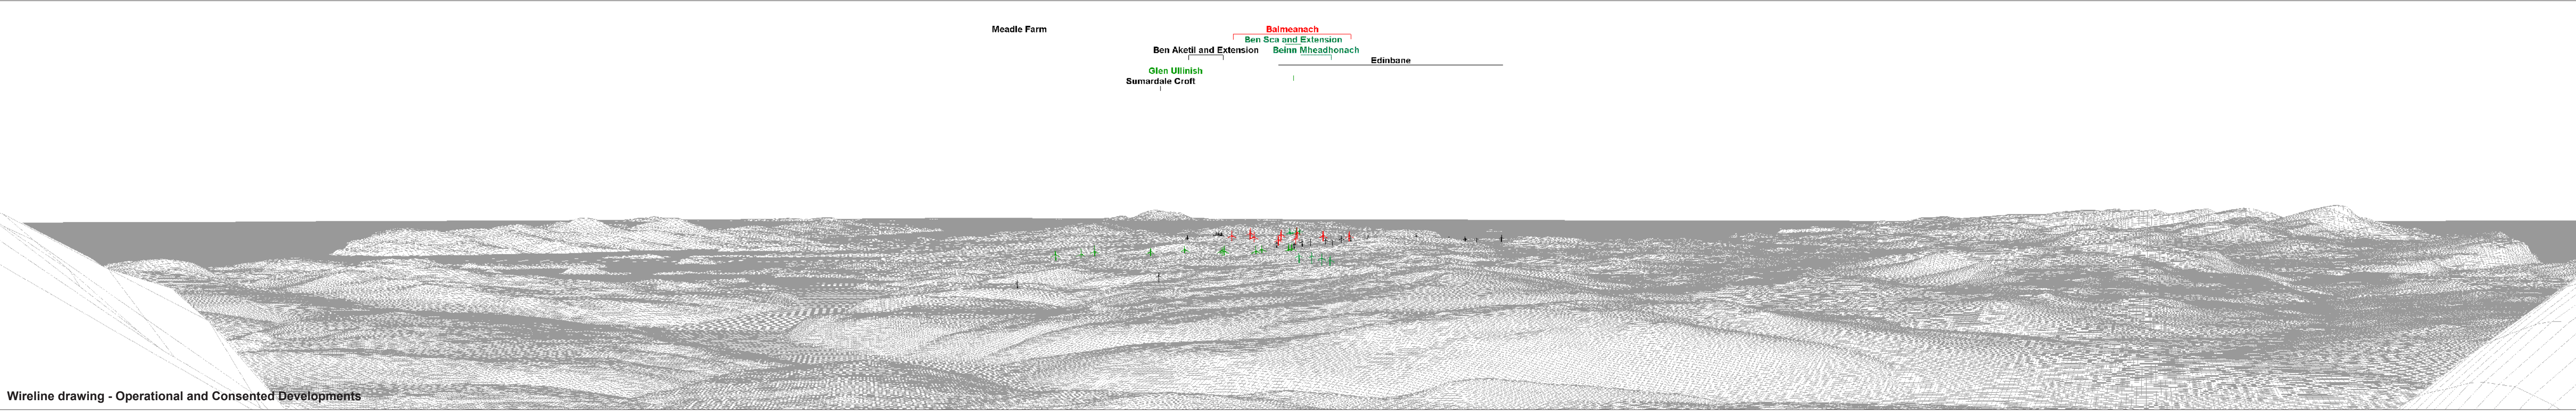 Meadle Farm
Balmeanach
Ben Sca and Extension
Ben Aketil and Extension
Beinn Mheadhonach
Edinbane
Glen Ullinish
Sumardale Croft
Wireline drawing - Operational and Consented Developments